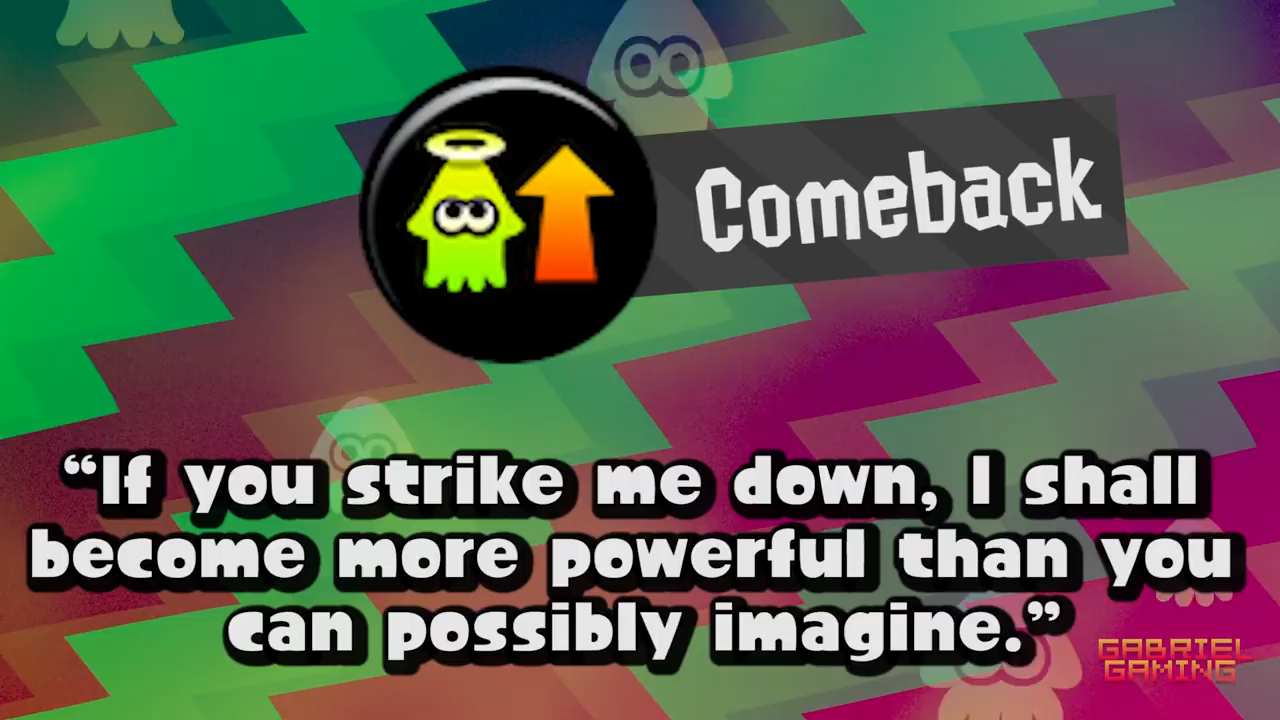 Comeback
“If you strike me down, I shall
become more powerful than you
can possibly imagine.”
GABRIEL
GAMING